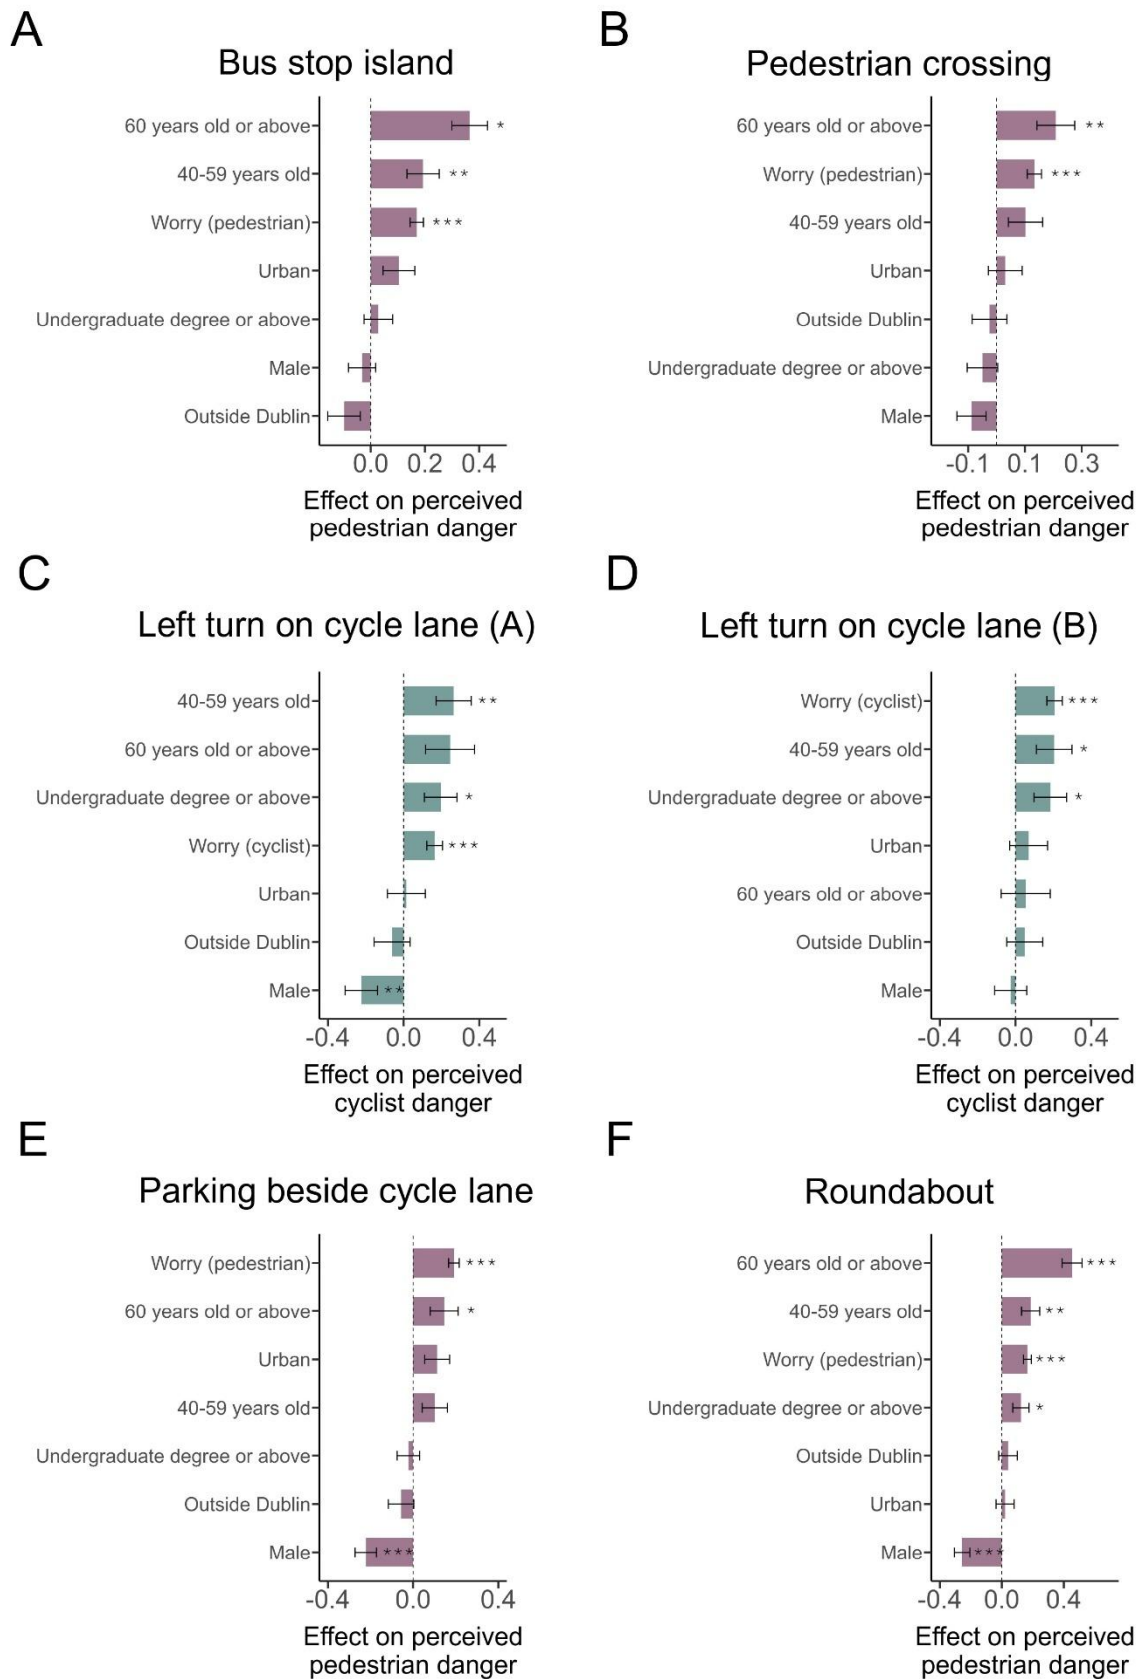 A
Bus stop island
60 years old or above
*
40-59 years old
**
Worry (pedestrian)
***
Urban
Undergraduate degree or above
Male
Outside Dublin
0.0 0.2 0.4
Effect on perceived
pedestrian danger
B
Pedestrian crossing
60 years old or above
**
Worry (pedestrian)
***
40-59 years old
Urban
Outside Dublin
Undergraduate degree or above
Male
-0.1 0.1 0.3
Effect on perceived
pedestrian danger
C
Left turn on cycle lane (A)
40-59 years old
**
60 years old or above
Undergraduate degree or above
*
Worry (cyclist)
***
Urban
Outside Dublin
Male
**
-0.4 0.0 0.4
Effect on perceived
cyclist danger
D
Left turn on cycle lane (B)
Worry (cyclist)
***
40-59 years old
*
Undergraduate degree or above
*
Urban
60 years old or above
Outside Dublin
Male
-0.4 0.0 0.4
Effect on perceived
cyclist danger
E
Parking beside cycle lane
Worry (pedestrian)
***
60 years old or above
*
Urban
40-59 years old
Undergraduate degree or above
Outside Dublin
Male
***
-0.4 0.0 0.4
Effect on perceived
pedestrian danger
F
Roundabout
60 years old or above
***
40-59 years old
**
Worry (pedestrian)
***
Undergraduate degree or above
*
Outside Dublin
Urban
Male
***
-0.4 0.0 0.4
Effect on perceived
pedestrian danger